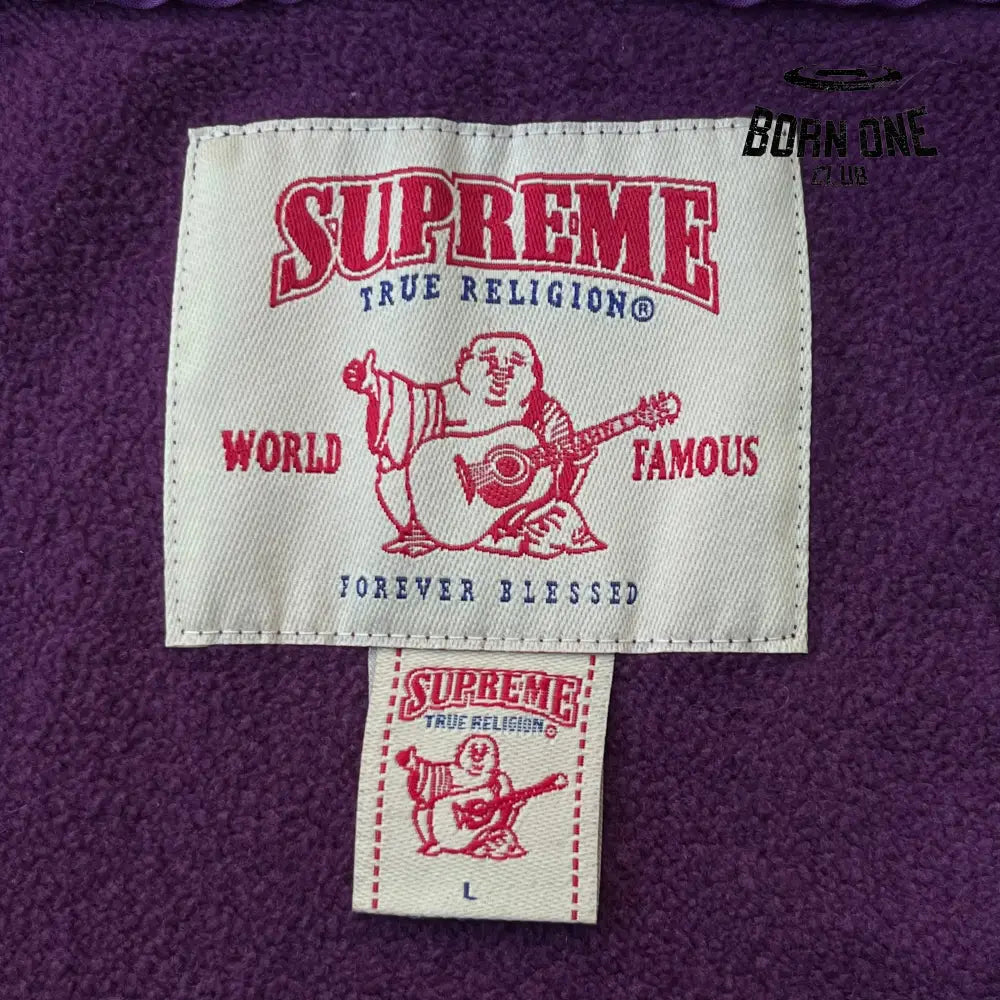 BORN ONE
CLUB
SUPREME
TRUE RELIGION®
WORLD FAMOUS
FOREVER BLESSED
SUPREME
TRUE RELIGION®
L